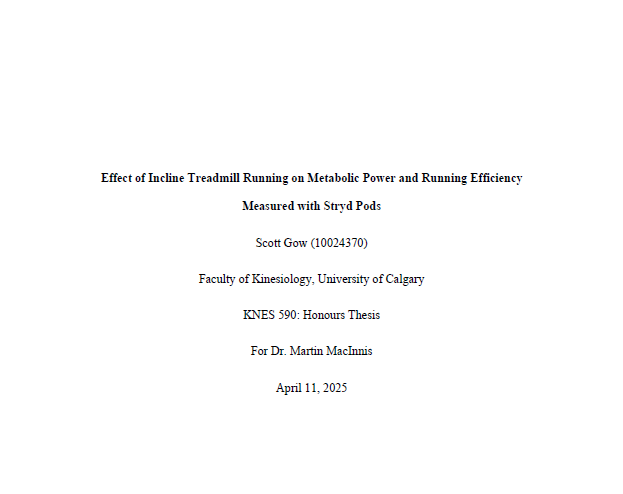 Effect of Incline Treadmill Running on Metabolic Power and Running Efficiency
Measured with Stryd Pods
Scott Gow (10024370)
Faculty of Kinesiology, University of Calgary
KNES 590: Honours Thesis
For Dr. Martin MacInnis
April 11, 2025